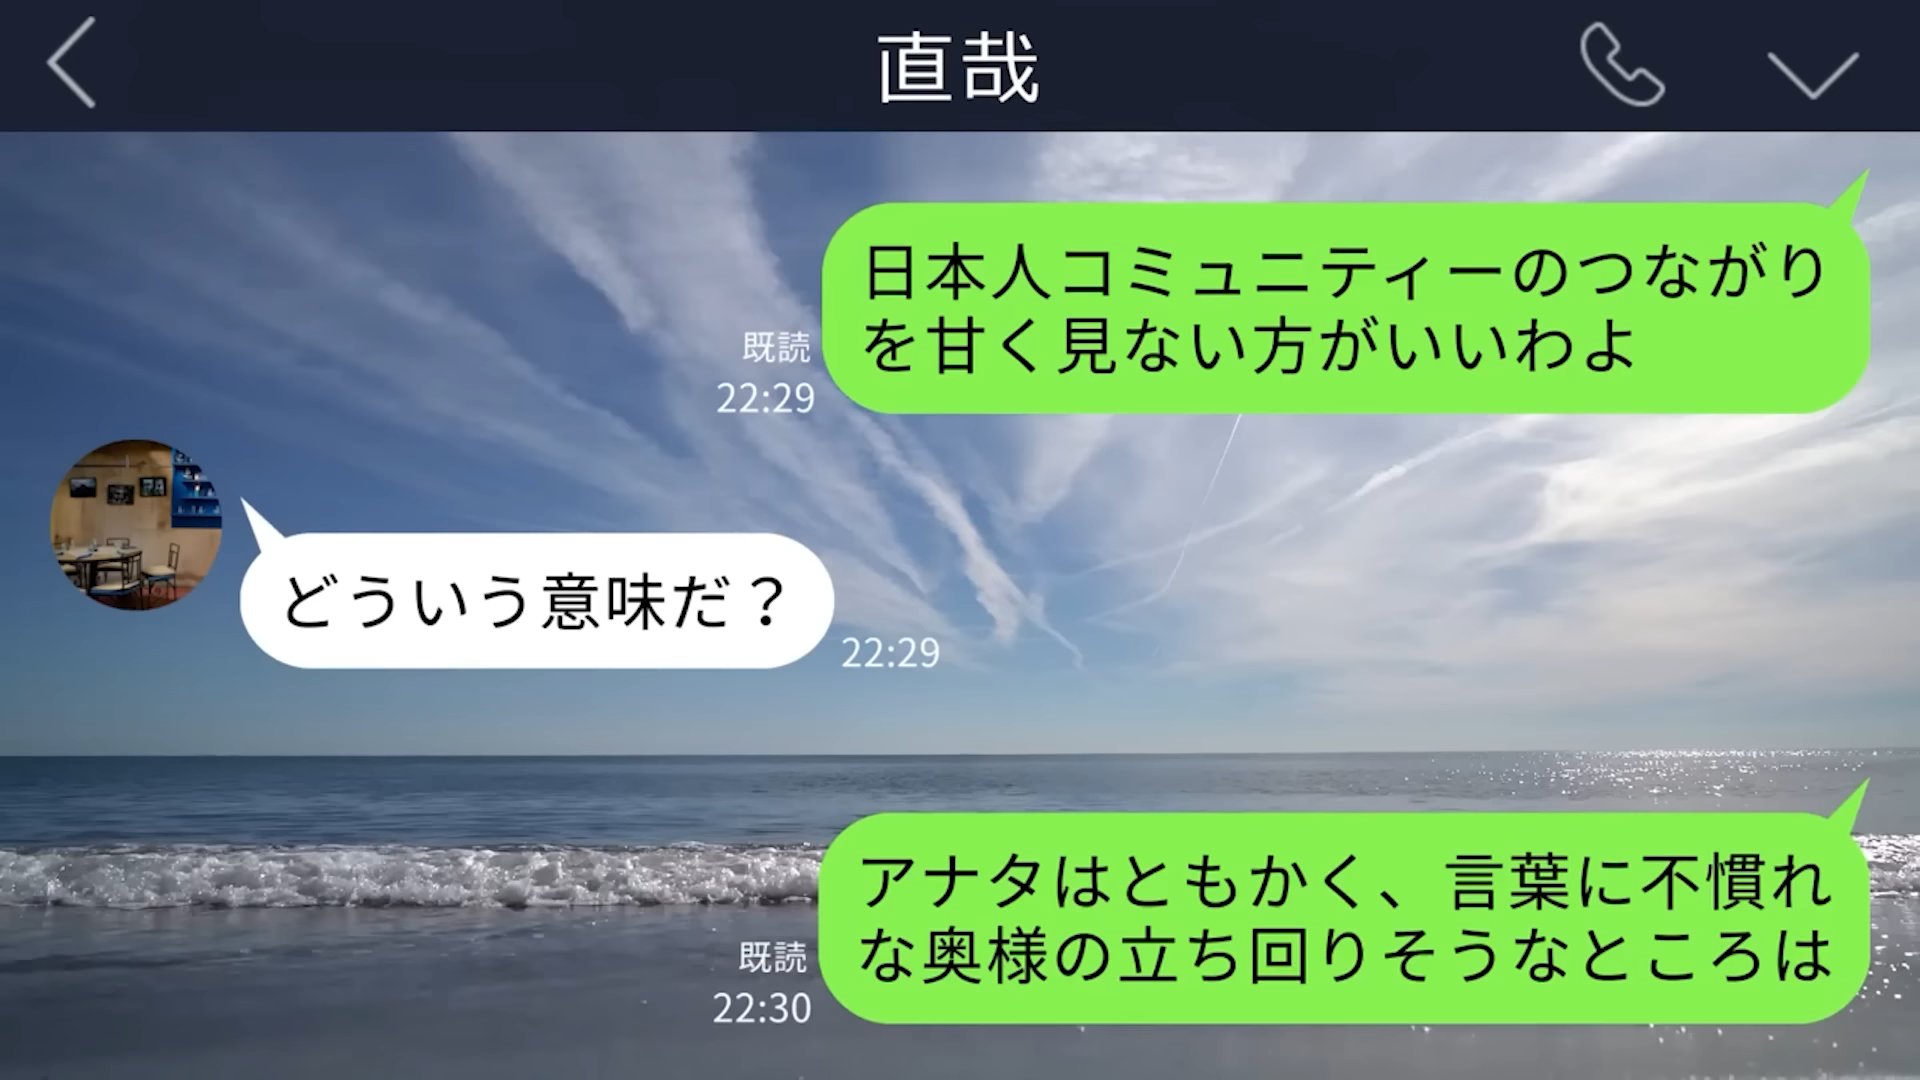 直哉
日本人コミュニティーのつながり
を甘く見ない方がいいわよ
既読
22:29
どういう意味だ？
22:29
アナタはともかく、言葉に不慣れ
な奥様の立ち回りそうなところは
既読
22:30